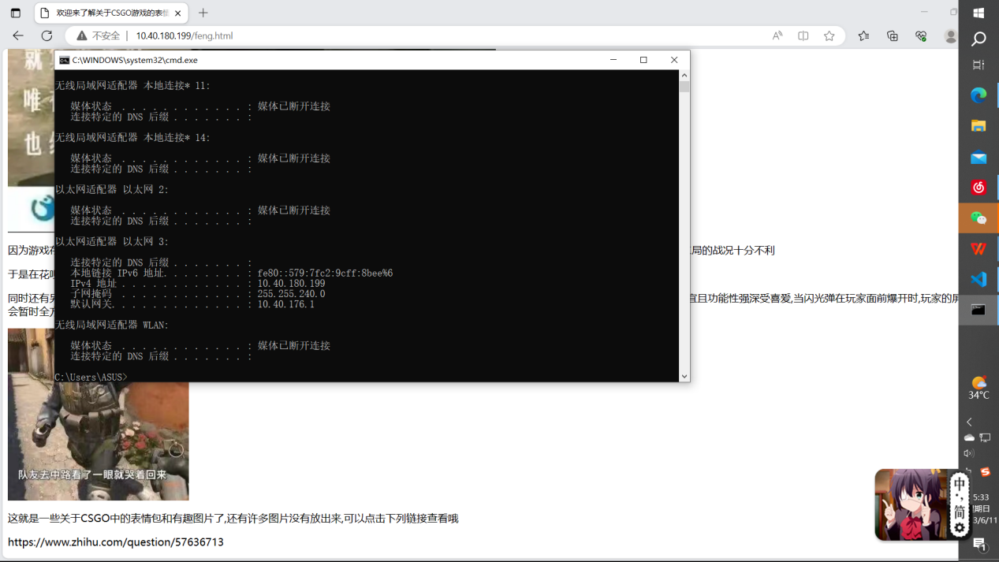 欢迎来了解关于CSGO游戏的表情
不安全 | 10.40.180.199/feng.html
就
唯
也
C:\WINDOWS\system32\cmd.exe
无线局域网适配器 本地连接* 11:
媒体状态 . . . . . . . . . . . . : 媒体已断开连接
连接特定的 DNS 后缀 . . . . . . . :
无线局域网适配器 本地连接* 14:
媒体状态 . . . . . . . . . . . . : 媒体已断开连接
连接特定的 DNS 后缀 . . . . . . . :
以太网适配器 以太网 2:
媒体状态 . . . . . . . . . . . . : 媒体已断开连接
连接特定的 DNS 后缀 . . . . . . . :
以太网适配器 以太网 3:
连接特定的 DNS 后缀 . . . . . . . :
本地链接 IPv6 地址. . . . . . . . : fe80::579:7fc2:9cff:8bee%6
IPv4 地址 . . . . . . . . . . . . : 10.40.180.199
子网掩码 . . . . . . . . . . . . : 255.255.240.0
默认网关. . . . . . . . . . . . . : 10.40.176.1
无线局域网适配器 WLAN:
媒体状态 . . . . . . . . . . . . : 媒体已断开连接
连接特定的 DNS 后缀 . . . . . . . :
C:\Users\ASUS>
因为游戏 局的战况十分不利
于是在花
同时还有 宜且功能性强深受喜爱,当闪光弹在玩家面前爆开时,玩家的屏
会暂时全
队友去中路看了一眼就哭着回来
这就是一些关于CSGO中的表情包和有趣图片了,还有许多图片没有放出来,可以点击下列链接查看哦
https://www.zhihu.com/question/57636713
34°C
中
简
5:33
期日
3/6/11
1